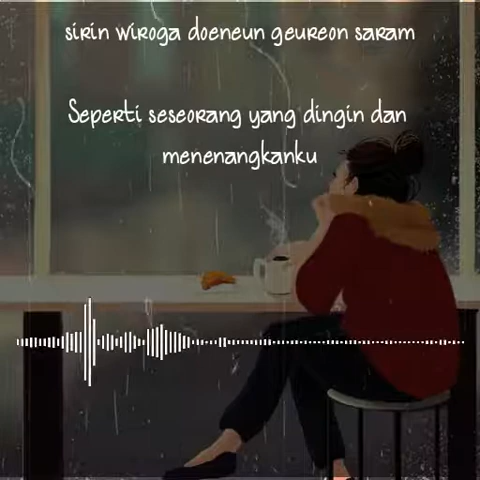 sirin wiroga doeneun geureon saram
Seperti seseorang yang dingin dan
menenangkanku